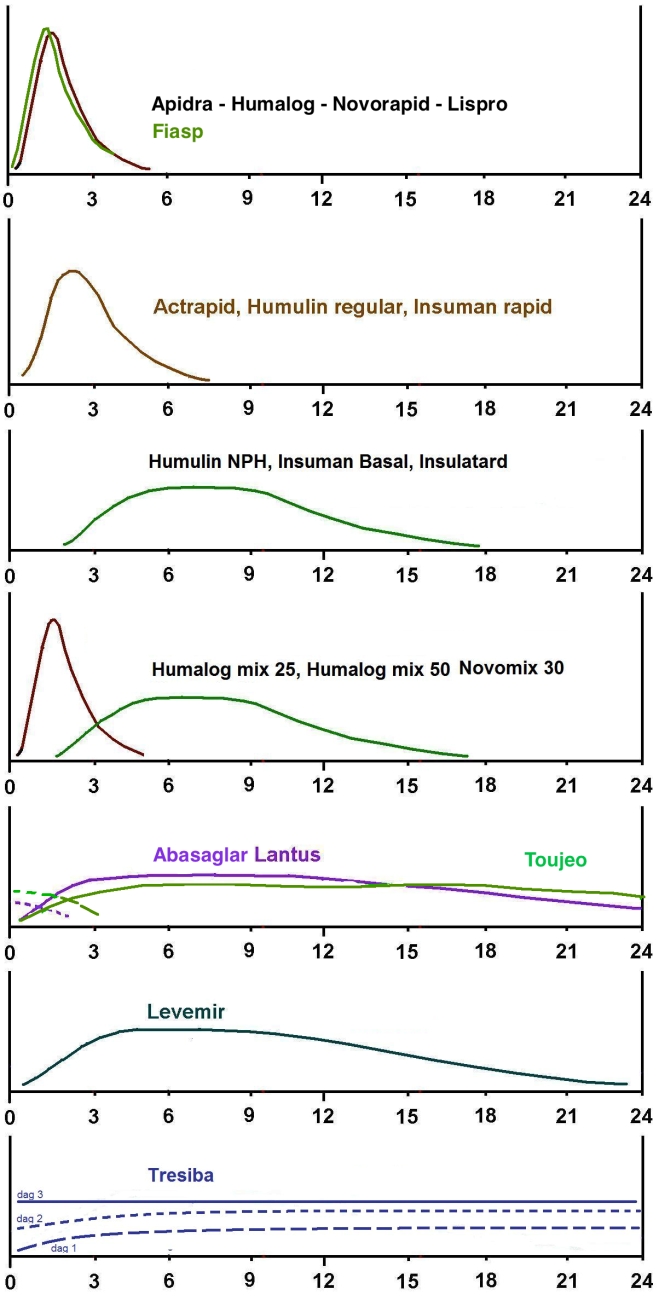 Apidra - Humalog - Novorapid - Lispro
Fiasp
0 3 6 9 12 15 18 21 24
Actrapid, Humulin regular, Insuman rapid
0 3 6 9 12 15 18 21 24
Humulin NPH, Insuman Basal, Insulatard
0 3 6 9 12 15 18 21 24
Humalog mix 25, Humalog mix 50 Novomix 30
0 3 6 9 12 15 18 21 24
Abasaglar Lantus Toujeo
0 3 6 9 12 15 18 21 24
Levemir
0 3 6 9 12 15 18 21 24
Tresiba
dag 3
dag 2
dag 1
0 3 6 9 12 15 18 21 24